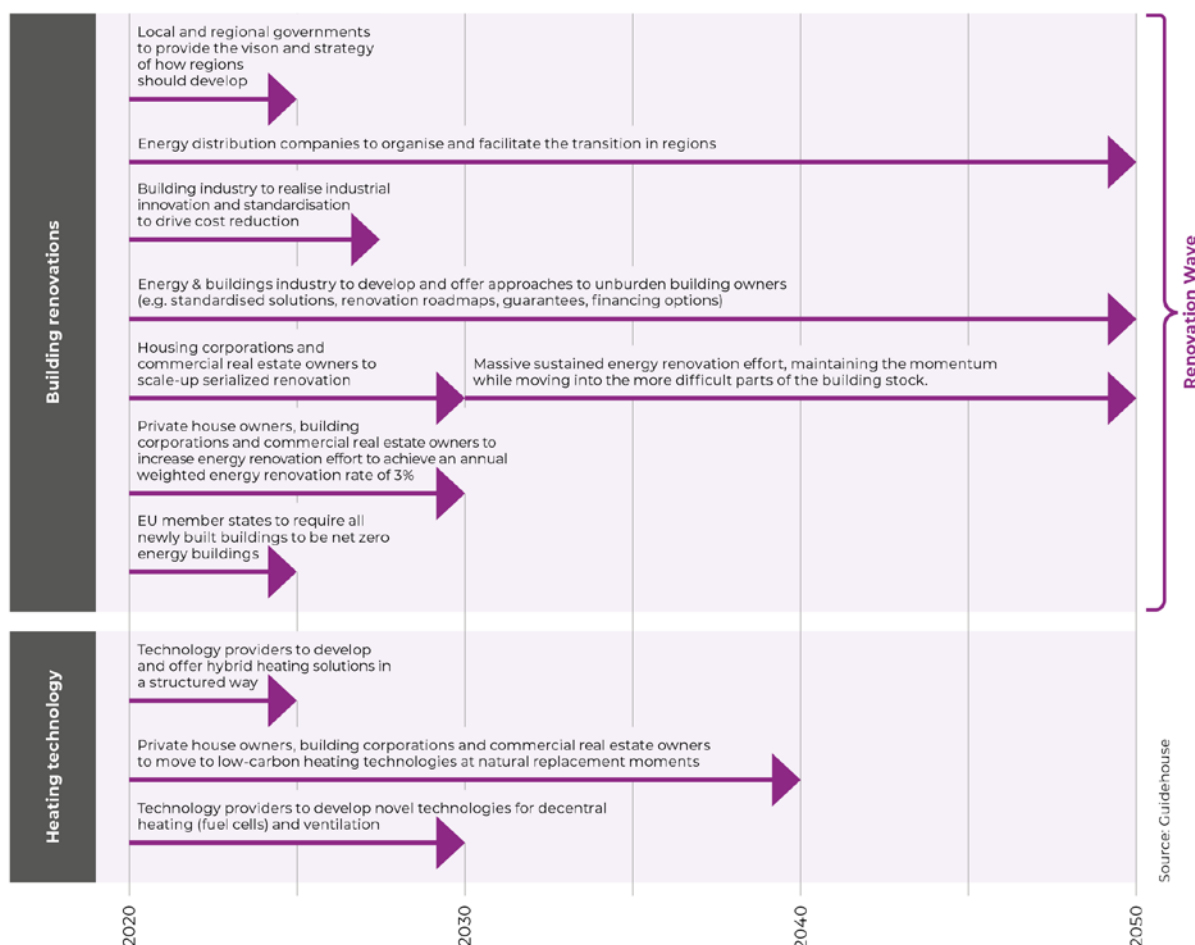 Building renovations
Local and regional governments
to provide the vison and strategy
of how regions
should develop
Energy distribution companies to organise and facilitate the transition in regions
Building industry to realise industrial
innovation and standardisation
to drive cost reduction
Energy & buildings industry to develop and offer approaches to unburden building owners
(e.g. standardised solutions, renovation roadmaps, guarantees, financing options)
Housing corporations and
commercial real estate owners to
scale-up serialized renovation
Massive sustained energy renovation effort, maintaining the momentum
while moving into the more difficult parts of the building stock.
Private house owners, building
corporations and commercial real estate owners to
increase energy renovation effort to achieve an annual
weighted energy renovation rate of 3%
EU member states to require all
newly built buildings to be net zero
energy buildings
Renovation Wave
Heating technology
Technology providers to develop
and offer hybrid heating solutions in
a structured way
Private house owners, building corporations and commercial real estate owners
to move to low-carbon heating technologies at natural replacement moments
Technology providers to develop novel technologies for decentral
heating (fuel cells) and ventilation
Source: Guidehouse
2020
2030
2040
2050